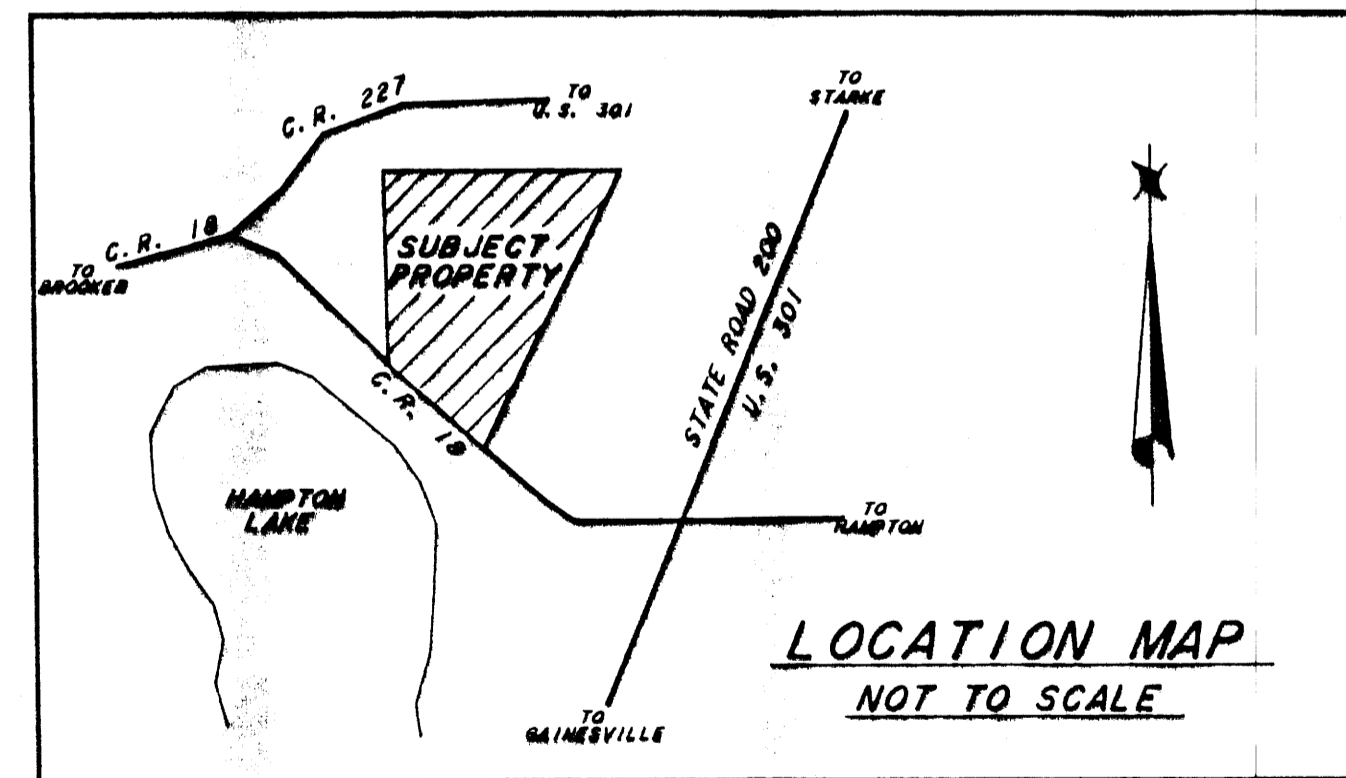 C. R. 227
TO
U. S. 301
TO
STARKE
C. R. 18
TO
BROOKER
SUBJECT
PROPERTY
STATE ROAD 200
U. S. 301
C. R. 18
HAMPTON
LAKE
TO
HAMPTON
LOCATION MAP
NOT TO SCALE
TO
GAINESVILLE